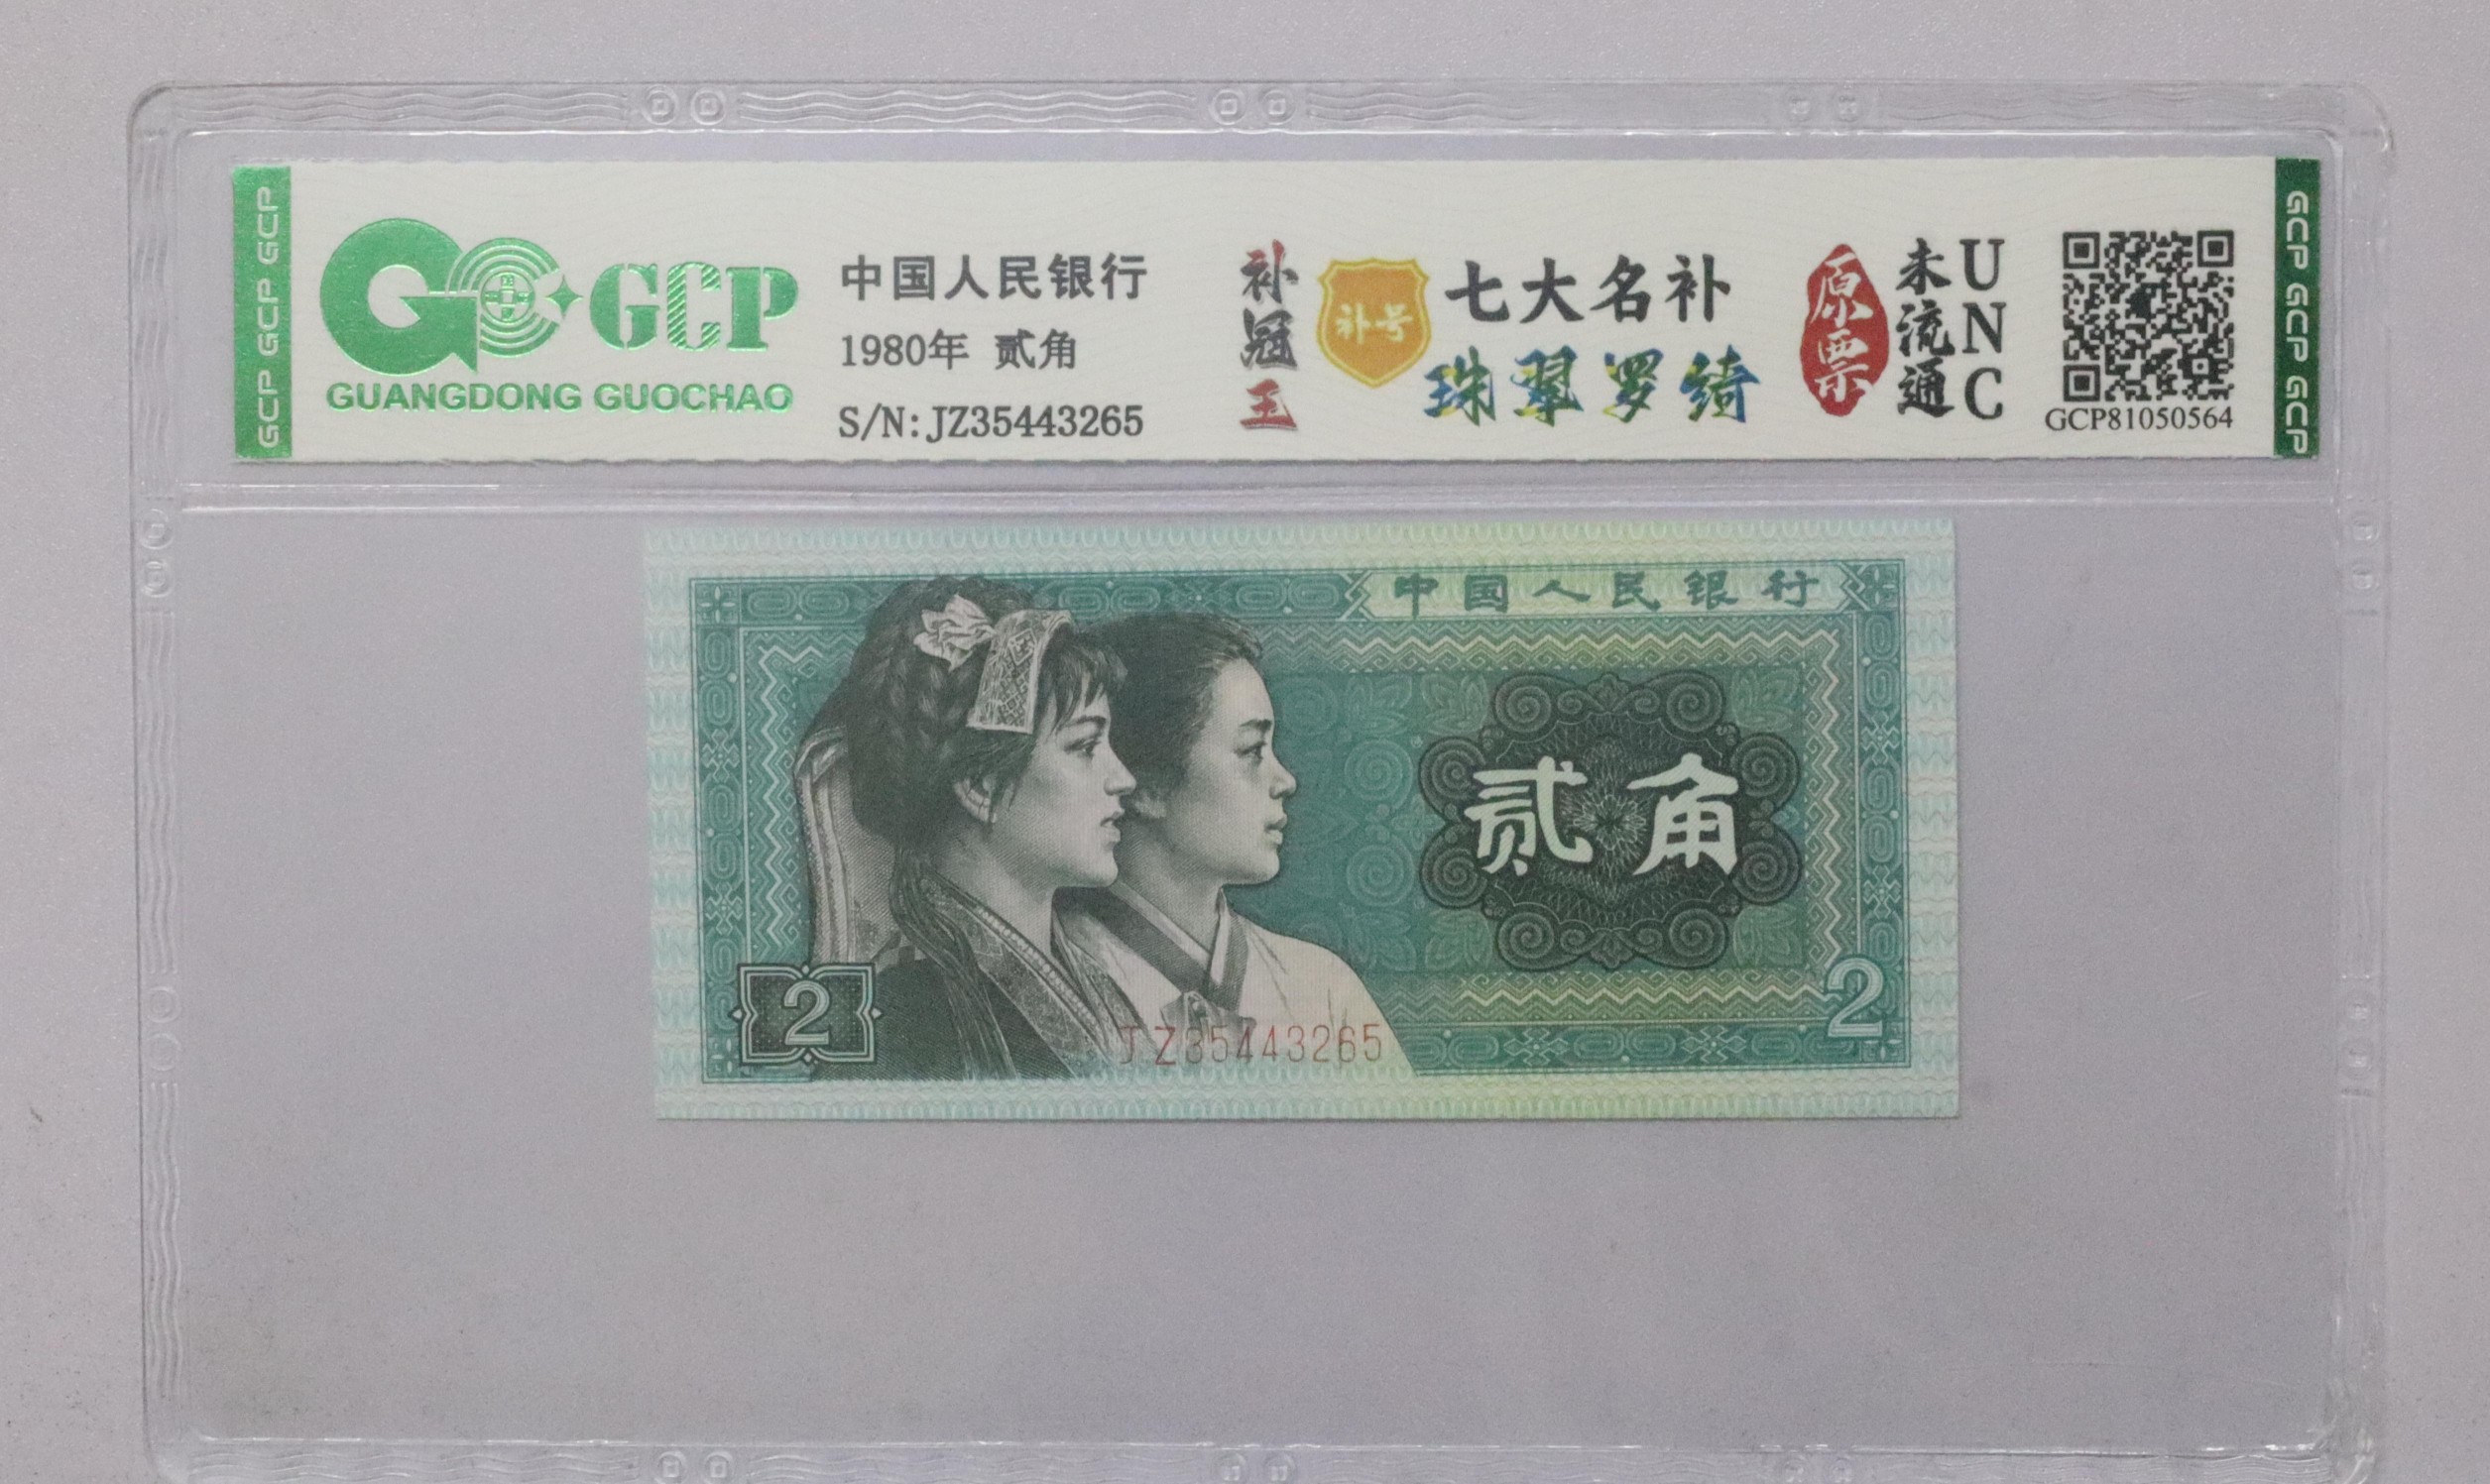 GCP GCP GCP
GCP
GUANGDONG GUOCHAO
中国人民银行
1980年 贰角
S/N:JZ35443265
补冠王
补号
七大名补
珠翠罗绮
原票
未流通
UNC
GCP81050564
GCP GCP GCP
中国人民银行
贰角
2
2
JZ35443265